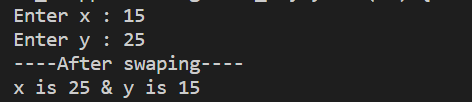 Enter x : 15
Enter y : 25
----After swaping----
x is 25 & y is 15